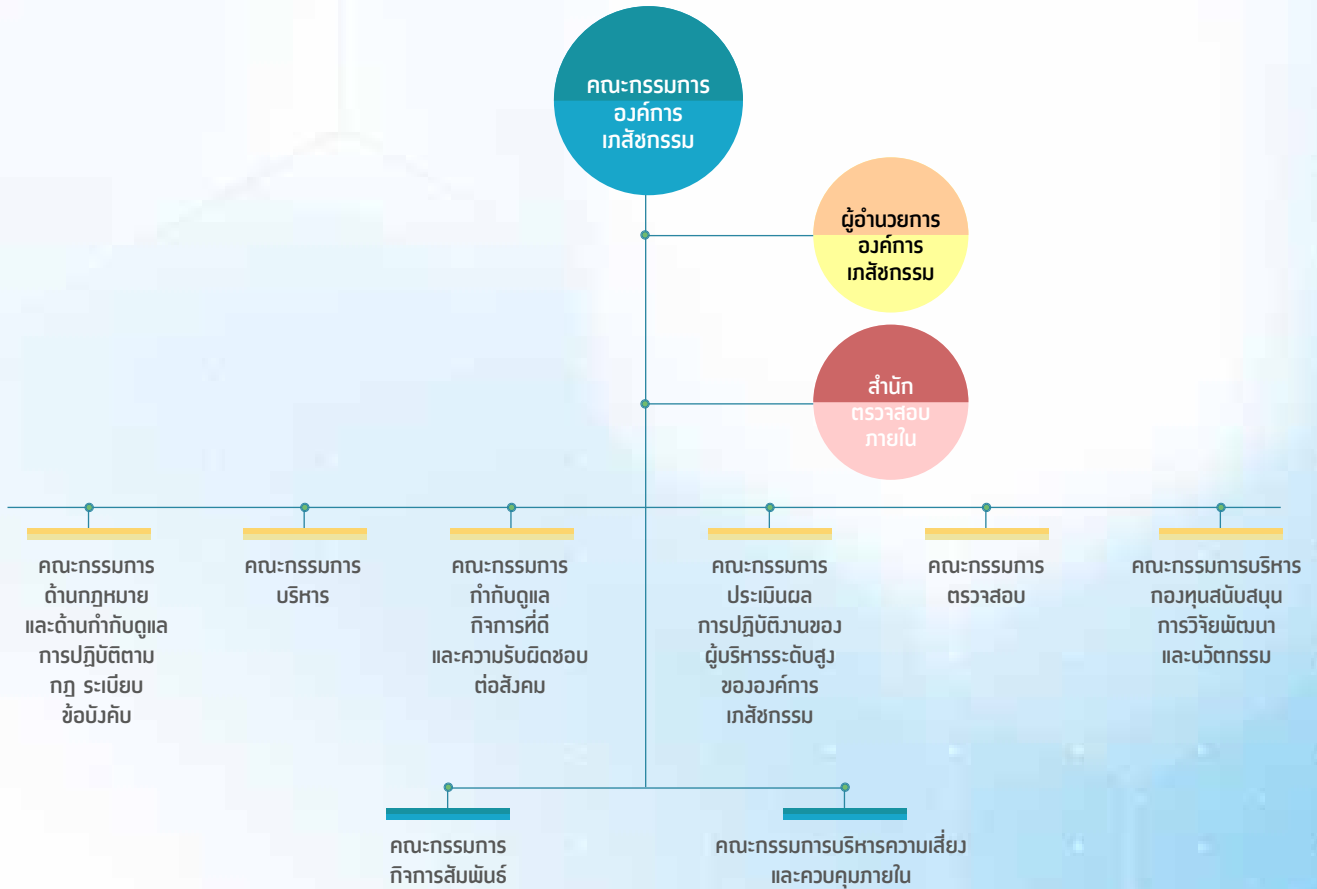 คณะกรรมการ
องค์การ
เภสัชกรรม
ผู้อำนวยการ
องค์การ
เภสัชกรรม
สำนัก
ตรวจสอบ
ภายใน
คณะกรรมการ
ด้านกฎหมาย
และด้านกำกับดูแล
การปฏิบัติตาม
กฎ ระเบียบ
ข้อบังคับ
คณะกรรมการ
บริหาร
คณะกรรมการ
กำกับดูแล
กิจการที่ดี
และความรับผิดชอบ
ต่อสังคม
คณะกรรมการ
ประเมินผล
การปฏิบัติงานของ
ผู้บริหารระดับสูง
ขององค์การ
เภสัชกรรม
คณะกรรมการ
ตรวจสอบ
คณะกรรมการบริหาร
กองทุนสนับสนุน
การวิจัยพัฒนา
และนวัตกรรม
คณะกรรมการ
กิจการสัมพันธ์
คณะกรรมการบริหารความเสี่ยง
และควบคุมภายใน